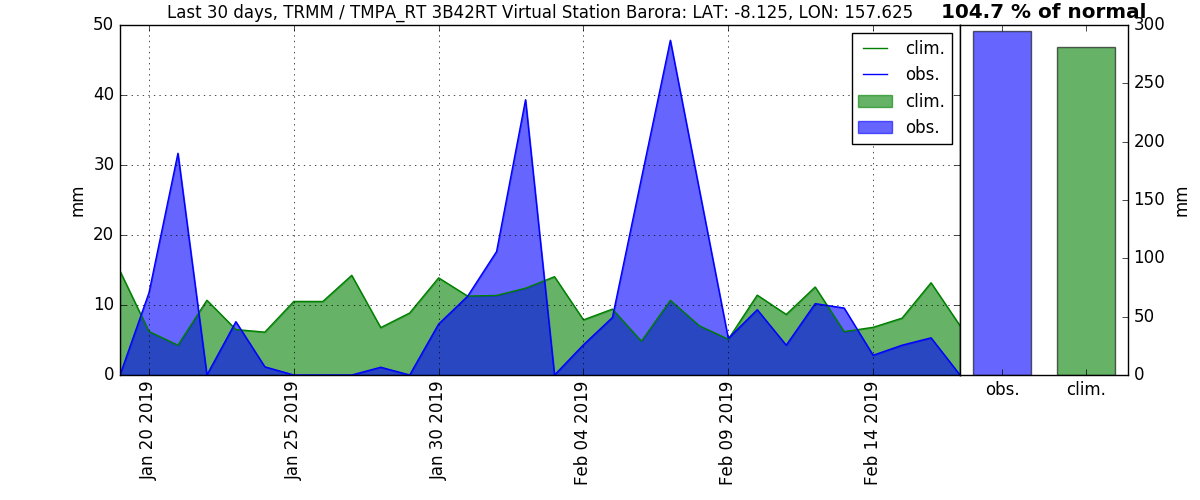 Last 30 days, TRMM / TMPA_RT 3B42RT Virtual Station Barora: LAT: -8.125, LON: 157.625
104.7 % of normal
50
40
30
20
10
0
mm
clim.
obs.
clim.
obs.
300
250
200
150
100
50
0
mm
Jan 20 2019
Jan 25 2019
Jan 30 2019
Feb 04 2019
Feb 09 2019
Feb 14 2019
obs.
clim.